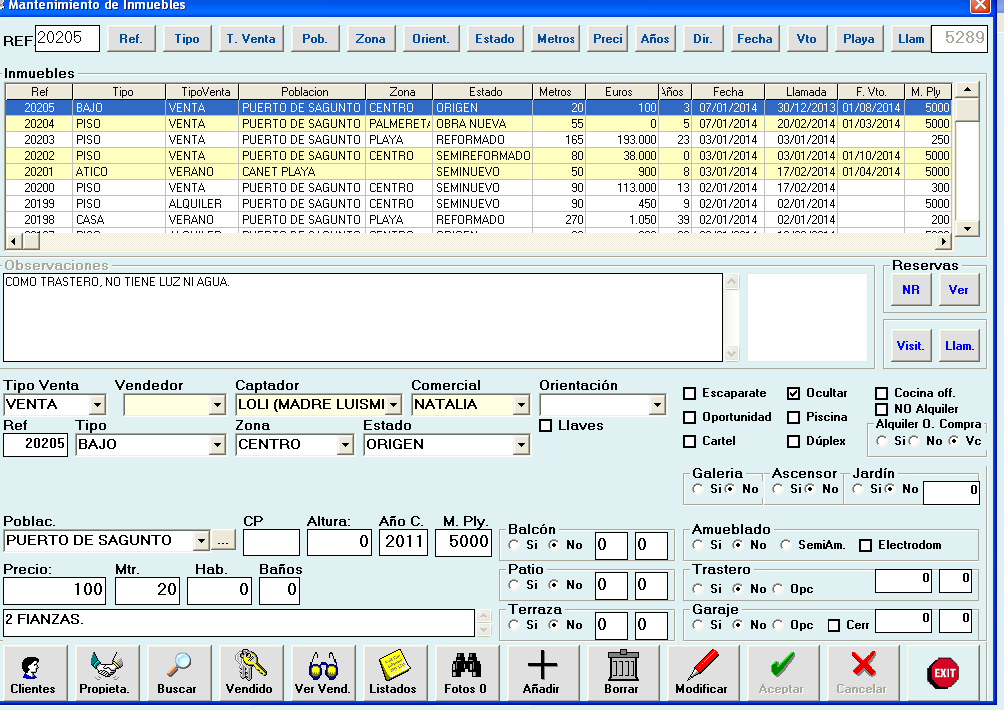 Mantenimiento de Inmuebles
REF 20205 Ref. Tipo T. Venta Pob. Zona Orient. Estado Metros Preci Años Dir. Fecha Vto Playa Llam 5289
Inmuebles
Ref Tipo TipoVenta Poblacion Zona Estado Metros Euros Años Fecha Llamada F. Vto. M. Ply
20205 BAJO VENTA PUERTO DE SAGUNTO CENTRO ORIGEN 20 100 3 07/01/2014 30/12/2013 01/08/2014 5000
20204 PISO VENTA PUERTO DE SAGUNTO PALMERETA OBRA NUEVA 55 0 5 07/01/2014 20/02/2014 01/03/2014 5000
20203 PISO VENTA PUERTO DE SAGUNTO PLAYA REFORMADO 165 193.000 23 03/01/2014 03/01/2014 250
20202 PISO VENTA PUERTO DE SAGUNTO CENTRO SEMIREFORMADO 80 38.000 0 03/01/2014 03/01/2014 01/10/2014 5000
20201 ATICO VERANO CANET PLAYA SEMINUEVO 50 900 8 03/01/2014 17/02/2014 01/04/2014 5000
20200 PISO VENTA PUERTO DE SAGUNTO CENTRO SEMINUEVO 90 113.000 13 02/01/2014 17/02/2014 300
20199 PISO ALQUILER PUERTO DE SAGUNTO CENTRO SEMINUEVO 90 450 9 02/01/2014 02/01/2014 5000
20198 CASA VERANO PUERTO DE SAGUNTO PLAYA REFORMADO 270 1.050 39 02/01/2014 02/01/2014 200
Observaciones Reservas
COMO TRASTERO, NO TIENE LUZ NI AGUA.
NR Ver
Visit. Llam.
Tipo Venta Vendedor Captador Comercial Orientación
VENTA LOLI (MADRE LUISMI NATALIA
Escaparate Ocultar Cocina off.
NO Alquiler
Ref Tipo Zona Estado Llaves Oportunidad Piscina Alquiler O. Compra
20205 BAJO CENTRO ORIGEN Cartel Dúplex Si No Vc
Galeria Ascensor Jardín
Si No Si No Si No 0
Poblac. CP Altura: Año C. M. Ply. Balcón Amueblado
PUERTO DE SAGUNTO ... 0 2011 5000 Si No 0 0 Si No SemiAm. Electrodom
Precio: Mtr. Hab. Baños Patio Trastero
100 20 0 0 Si No 0 0 Si No Opc 0 0
2 FIANZAS. Terraza Garaje
Si No 0 0 Si No Opc Cerr 0 0
Clientes Propieta. Buscar Vendido Ver Vend. Listados Fotos 0 Añadir Borrar Modificar Aceptar Cancelar EXIT